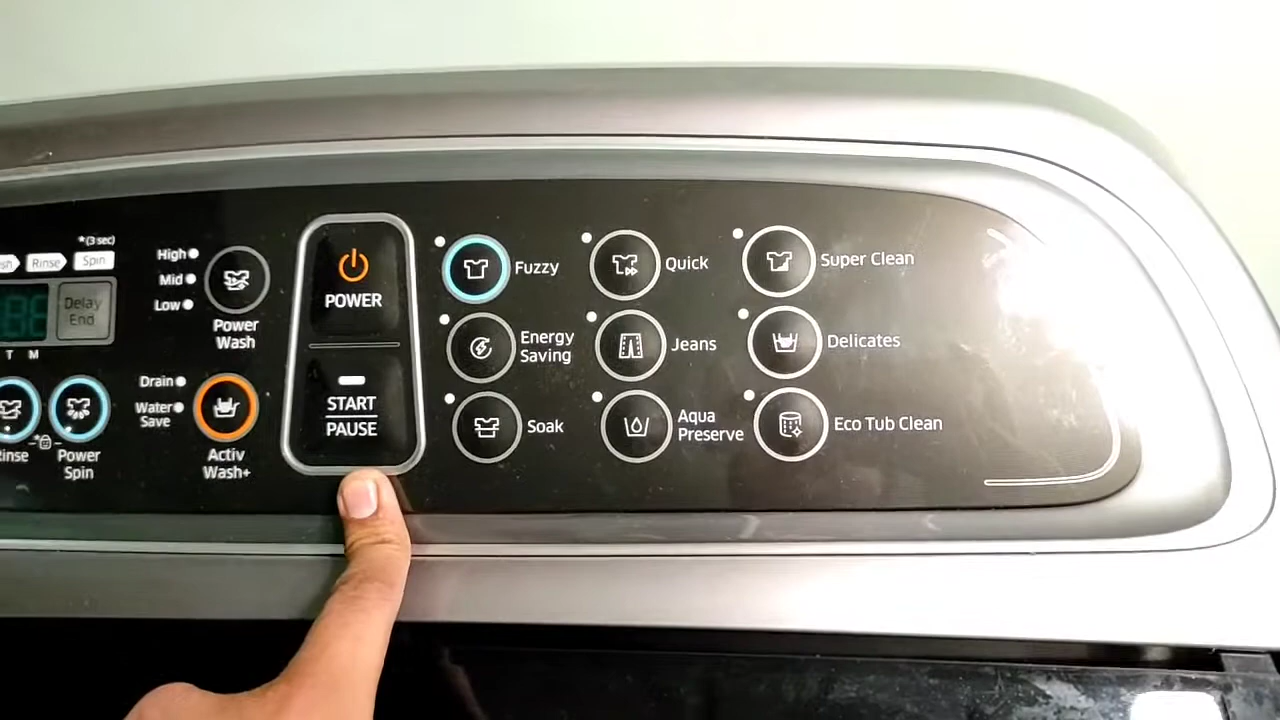 *(3 sec)
Rinse
Spin
Delay
End
T M
Rinse
Power
Spin
High
Mid
Low
Power
Wash
Drain
Water
Save
Activ
Wash+
POWER
START
PAUSE
Fuzzy
Quick
Super Clean
Energy
Saving
Jeans
Delicates
Soak
Aqua
Preserve
Eco Tub Clean